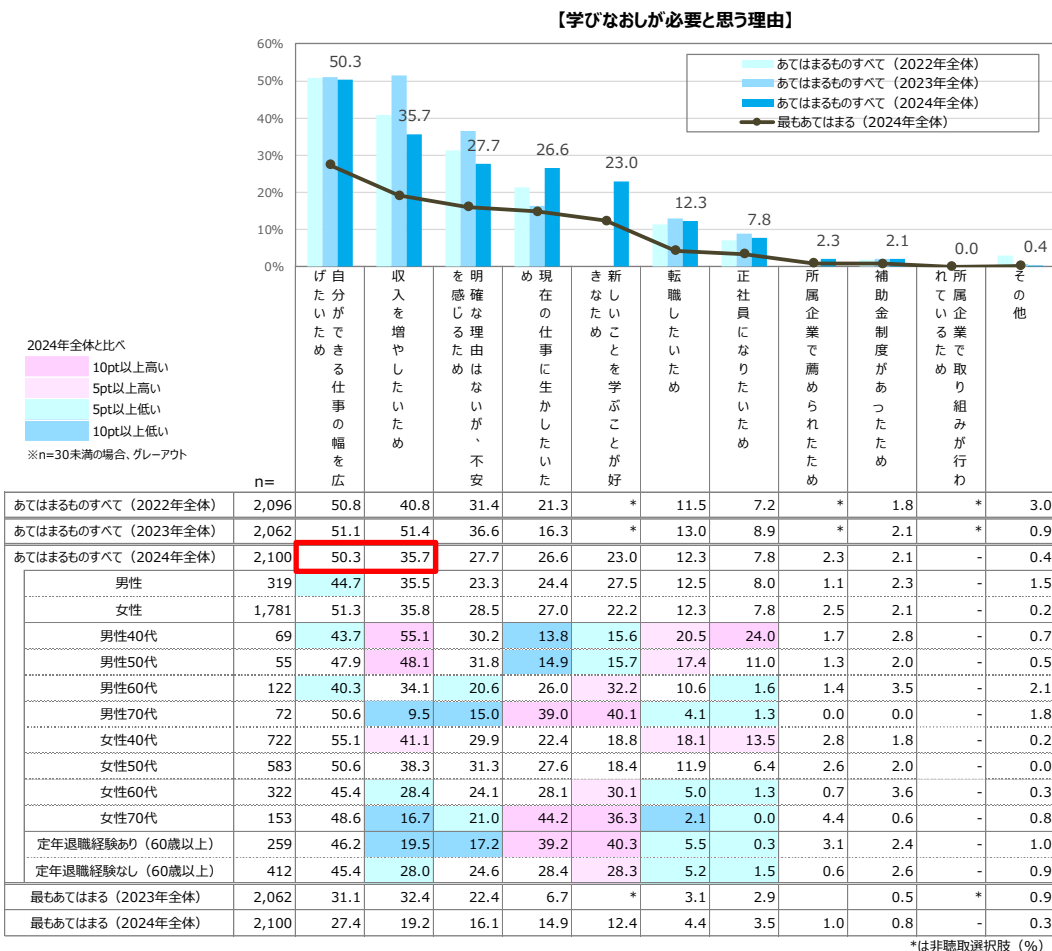 【学びなおしが必要と思う理由】
60%
50%
40%
30%
20%
10%
0%
50.3
35.7
27.7
26.6
23.0
12.3
7.8
2.3
2.1
0.0
0.4
あてはまるものすべて（2022年全体）
あてはまるものすべて（2023年全体）
あてはまるものすべて（2024年全体）
最もあてはまる（2024年全体）
2024年全体と比べ
10pt以上高い
5pt以上高い
5pt以上低い
10pt以上低い
※n=30未満の場合、グレーアウト
n=
自分ができる仕事の幅を広
げたいため
収入を増やしたいため
明確な理由はないが、不安
を感じるため
現在の仕事に生かしたいた
め
新しいことを学ぶことが好
きなため
転職したいため
正社員になりたいため
所属企業で薦められたため
補助金制度があったため
所属企業で取り組みが行わ
れているため
その他
あてはまるものすべて（2022年全体） 2,096 50.8 40.8 31.4 21.3 * 11.5 7.2 * 1.8 * 3.0
あてはまるものすべて（2023年全体） 2,062 51.1 51.4 36.6 16.3 * 13.0 8.9 * 2.1 * 0.9
あてはまるものすべて（2024年全体） 2,100 50.3 35.7 27.7 26.6 23.0 12.3 7.8 2.3 2.1 - 0.4
男性 319 44.7 35.5 23.3 24.4 27.5 12.5 8.0 1.1 2.3 - 1.5
女性 1,781 51.3 35.8 28.5 27.0 22.2 12.3 7.8 2.5 2.1 - 0.2
男性40代 69 43.7 55.1 30.2 13.8 15.6 20.5 24.0 1.7 2.8 - 0.7
男性50代 55 47.9 48.1 31.8 14.9 15.7 17.4 11.0 1.3 2.0 - 0.5
男性60代 122 40.3 34.1 20.6 26.0 32.2 10.6 1.6 1.4 3.5 - 2.1
男性70代 72 50.6 9.5 15.0 39.0 40.1 4.1 1.3 0.0 0.0 - 1.8
女性40代 722 55.1 41.1 29.9 22.4 18.8 18.1 13.5 2.8 1.8 - 0.2
女性50代 583 50.6 38.3 31.3 27.6 18.4 11.9 6.4 2.6 2.0 - 0.0
女性60代 322 45.4 28.4 24.1 28.1 30.1 5.0 1.3 0.7 3.6 - 0.3
女性70代 153 48.6 16.7 21.0 44.2 36.3 2.1 0.0 4.4 0.6 - 0.8
定年退職経験あり（60歳以上） 259 46.2 19.5 17.2 39.2 40.3 5.5 0.3 3.1 2.4 - 1.0
定年退職経験なし（60歳以上） 412 45.4 28.0 24.6 28.4 28.3 5.2 1.5 0.6 2.6 - 0.9
最もあてはまる（2023年全体） 2,062 31.1 32.4 22.4 6.7 * 3.1 2.9 0.5 * 0.9
最もあてはまる（2024年全体） 2,100 27.4 19.2 16.1 14.9 12.4 4.4 3.5 1.0 0.8 - 0.3
*は非聴取選択肢（%）